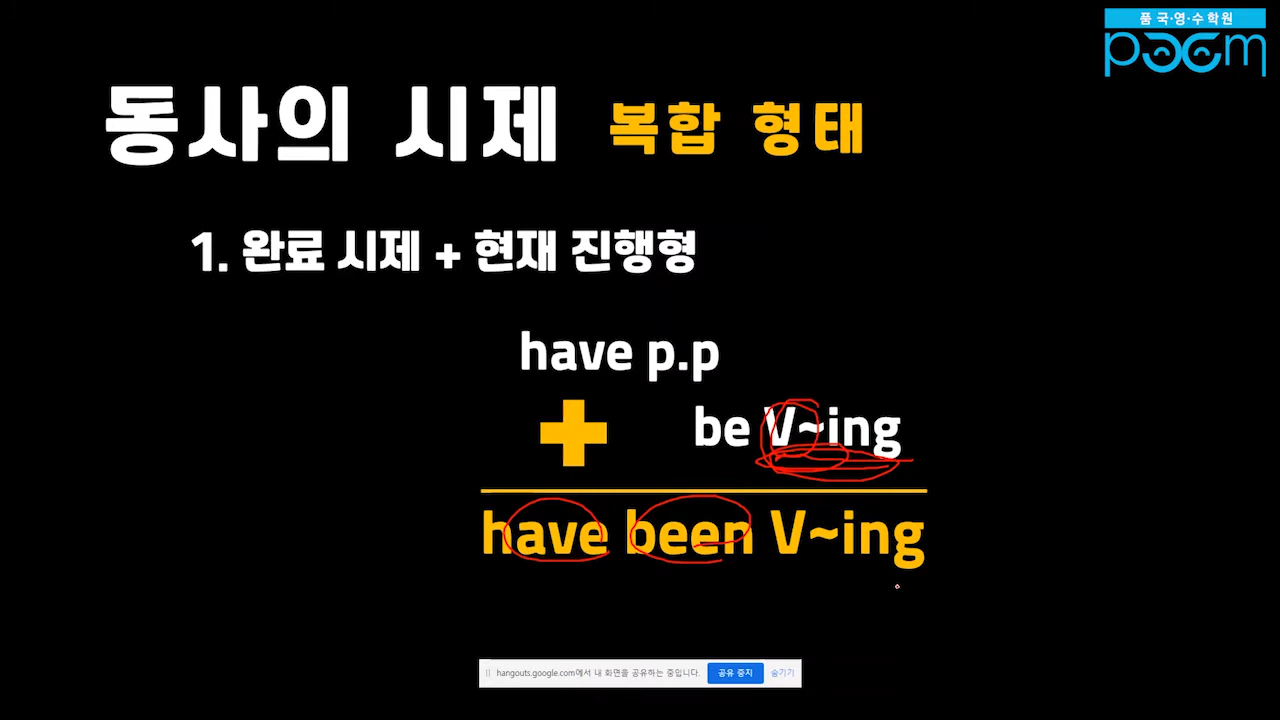 품 국·영·수 학원
poem
동사의 시제 복합 형태
1. 완료 시제 + 현재 진행형
have p.p
+
be V~ing
have been V~ing
hangouts.google.com에서 내 화면을 공유하는 중입니다. 공유 중지 숨기기